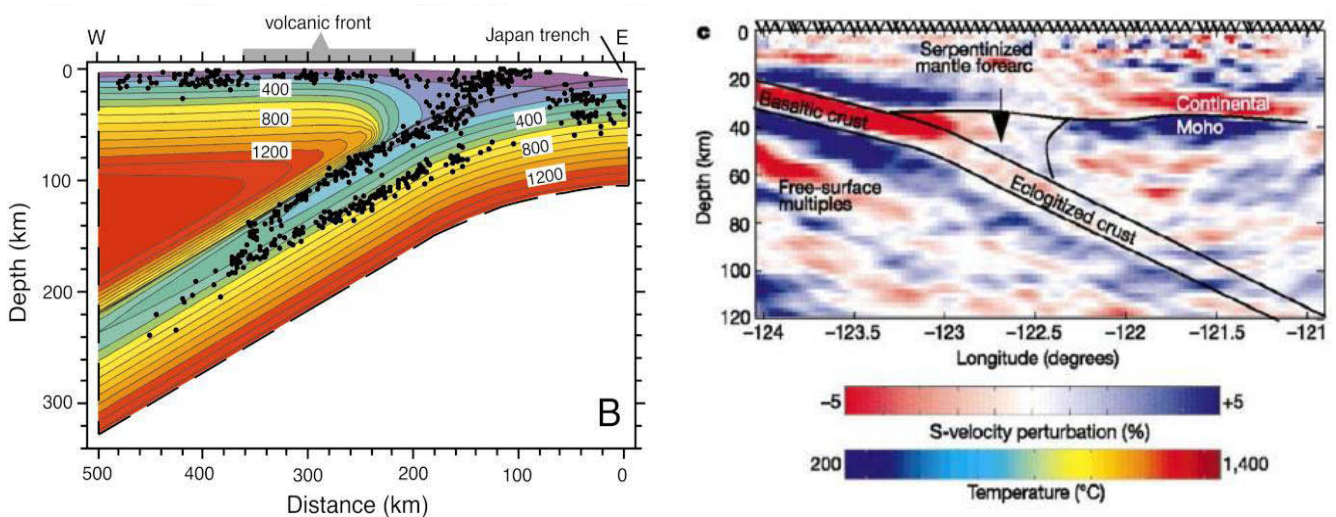 volcanic front
W
Japan trench
E
0
400
800
1200
400
800
1200
100
200
300
Depth (km)
B
500
400
300
200
100
0
Distance (km)
c
0
20
40
60
80
100
120
Depth (km)
Serpentinized
mantle forearc
Basaltic crust
Continental
Moho
Free-surface
multiples
Eclogitized crust
-124
-123.5
-123
-122.5
-122
-121.5
-121
Longitude (degrees)
-5
+5
S-velocity perturbation (%)
200
1,400
Temperature (°C)